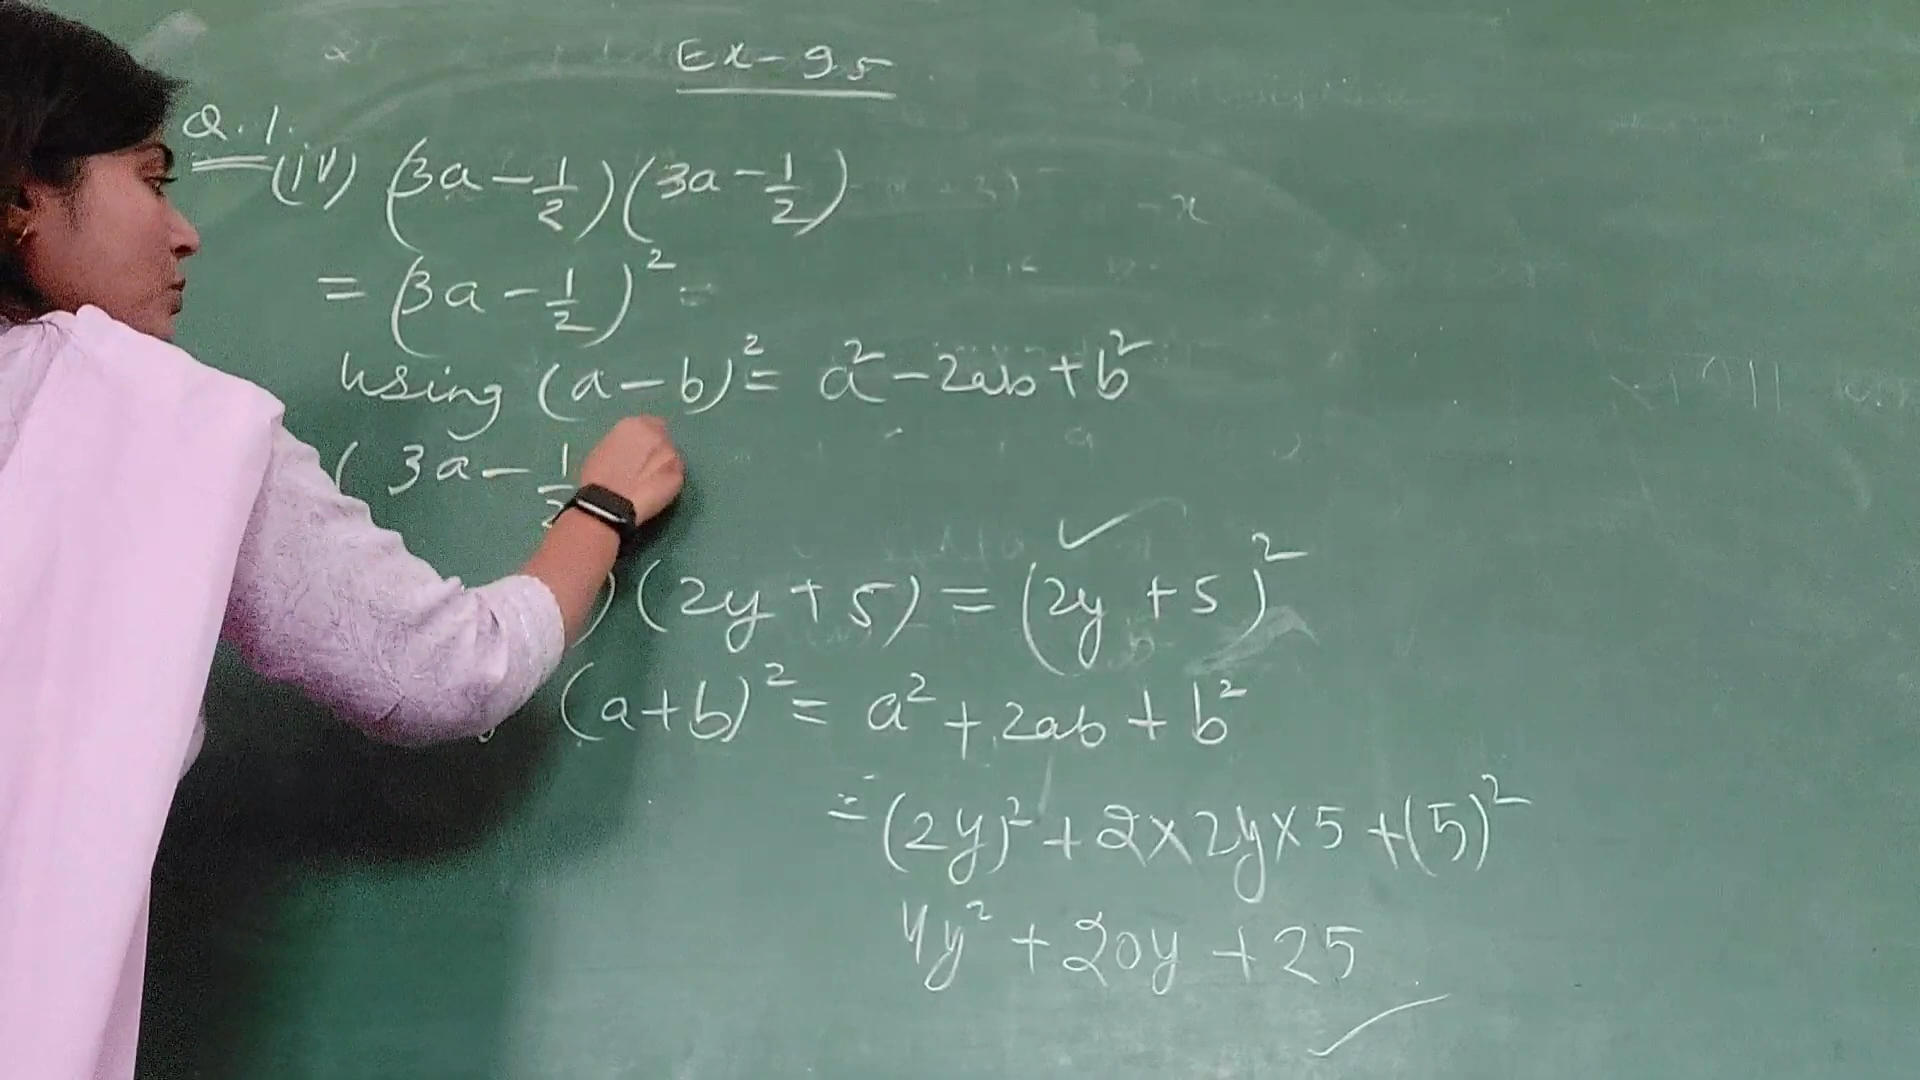 Ex-9.5
Q.1.
(iv) (3a - 1/2)(3a - 1/2)
= (3a - 1/2)² =
using (a - b)² = a² - 2ab + b²
( 3a - 1/2
) (2y + 5) = (2y + 5)²
(a + b)² = a² + 2ab + b²
= (2y)² + 2 × 2y × 5 + (5)²
4y² + 20y + 25